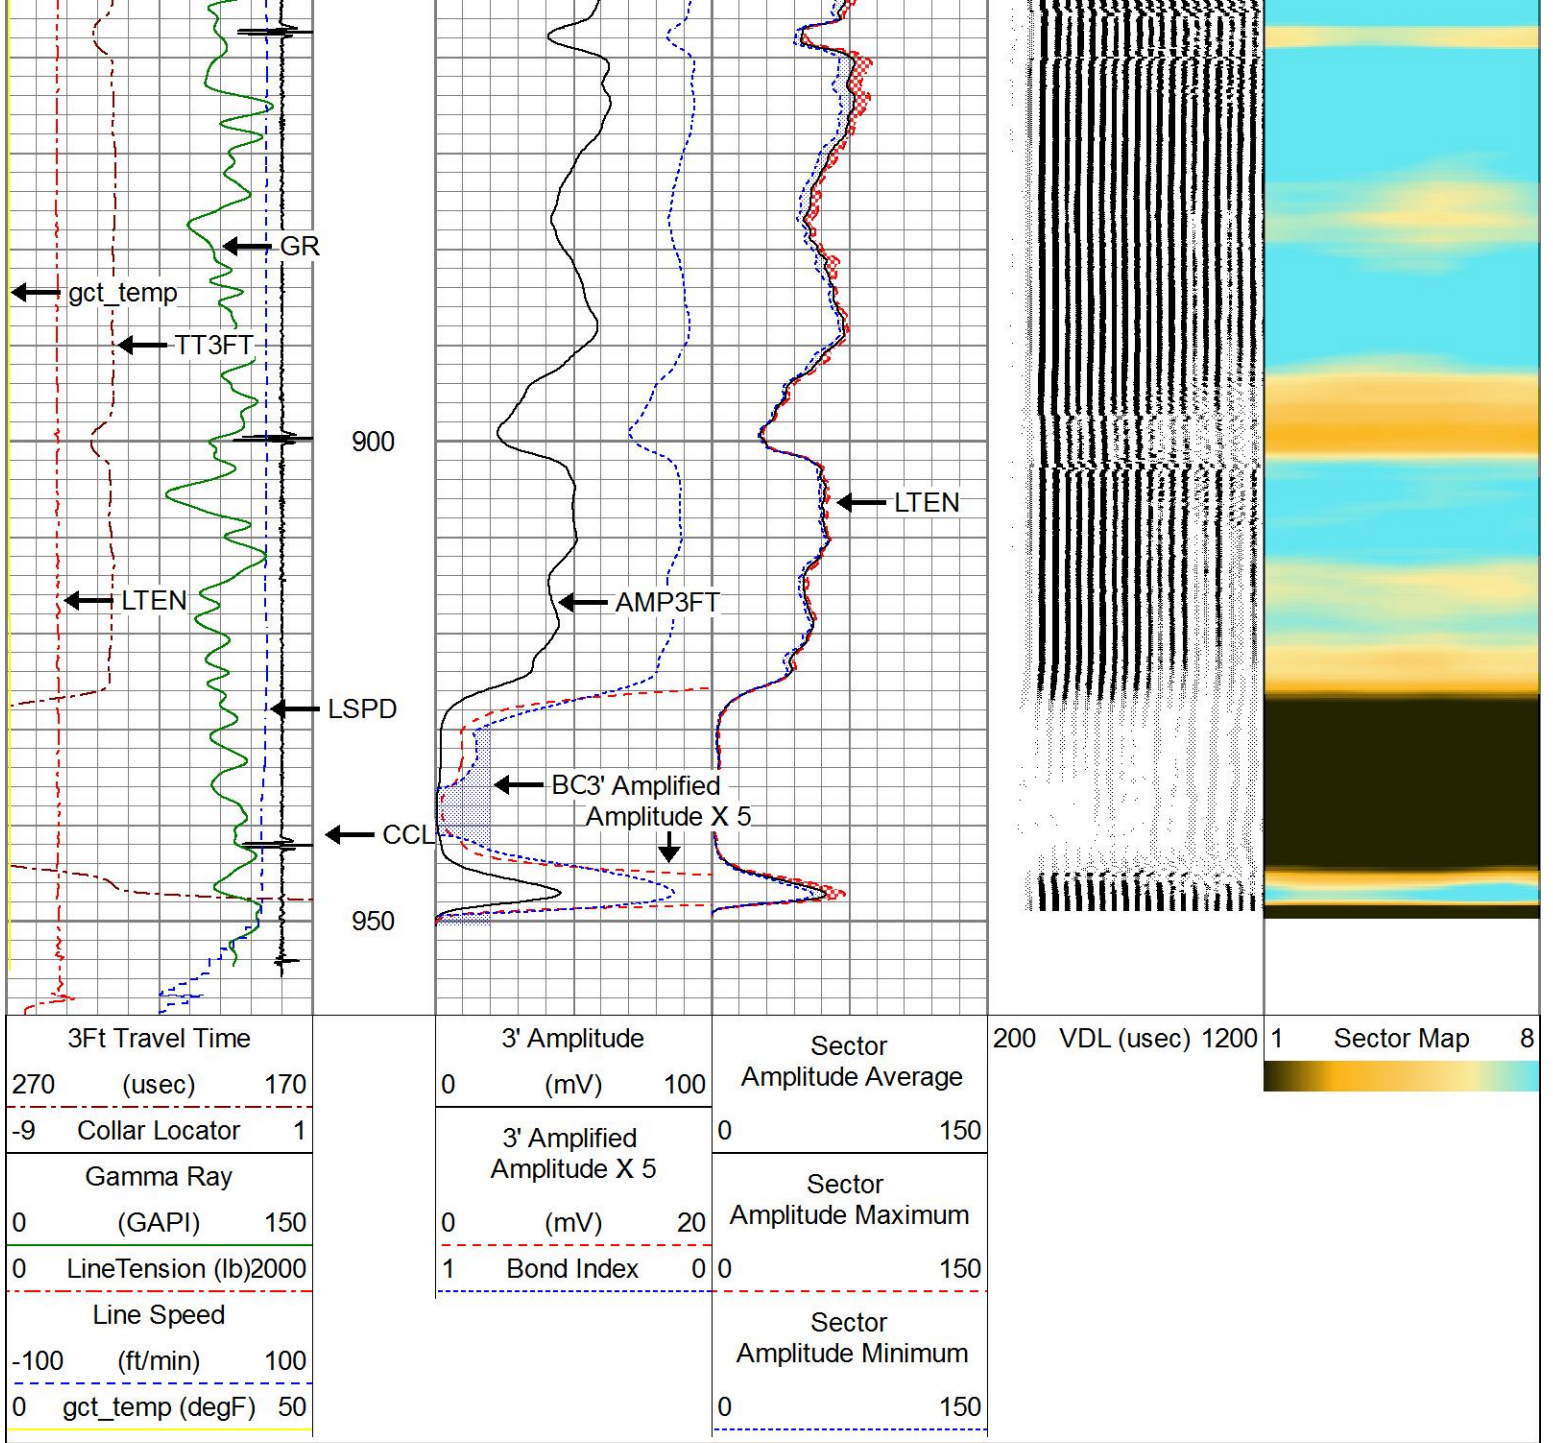 GR
gct_temp
TT3FT
900
LTEN
LTEN
AMP3FT
LSPD
BC3' Amplified
Amplitude X 5
CCL
950
3Ft Travel Time
270 (usec) 170
-9 Collar Locator 1
Gamma Ray
0 (GAPI) 150
0 LineTension (lb)2000
Line Speed
-100 (ft/min) 100
0 gct_temp (degF) 50
3' Amplitude
0 (mV) 100
3' Amplified
Amplitude X 5
0 (mV) 20
1 Bond Index 0
Sector
Amplitude Average
0 150
Sector
Amplitude Maximum
0 150
Sector
Amplitude Minimum
0 150
200 VDL (usec) 1200
1 Sector Map 8